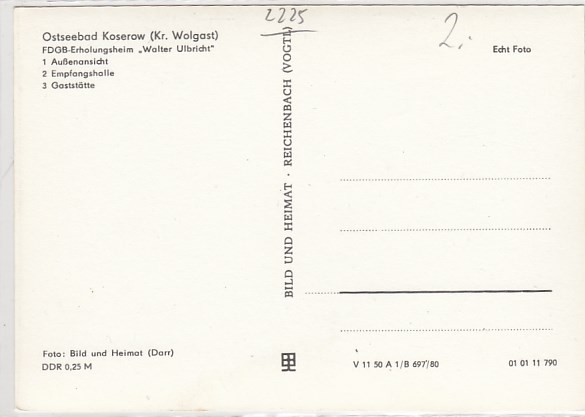 Ostseebad Koserow (Kr. Wolgast)
FDGB-Erholungsheim „Walter Ulbricht"
1 Außenansicht
2 Empfangshalle
3 Gaststätte
2225
2,-
Echt Foto
BILD UND HEIMAT · REICHENBACH (VOGTL)
Foto: Bild und Heimat (Darr)
DDR 0,25 M
V 11 50 A 1/B 697/80
01 01 11 790